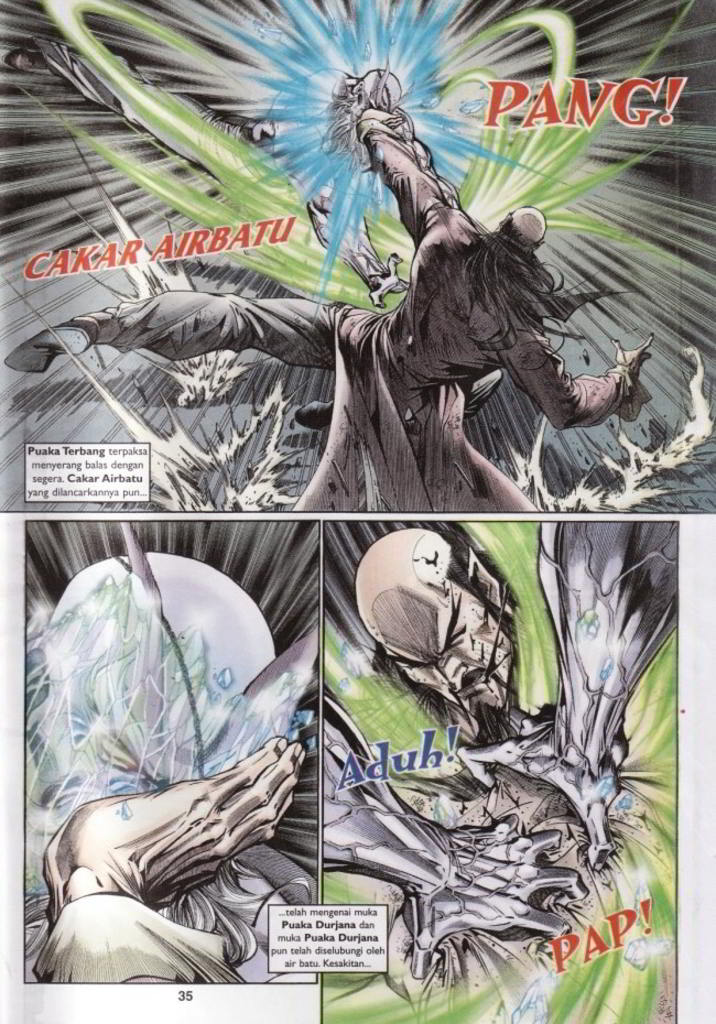 PANG!
CAKAR AIRBATU
Puaka Terbang terpaksa
menyerang balas dengan
segera. Cakar Airbatu
yang dilancarkannya pun...
...telah mengenai muka
Puaka Durjana dan
muka Puaka Durjana
pun telah diselubungi oleh
air batu. Kesakitan...
Aduh!
PAP!
35